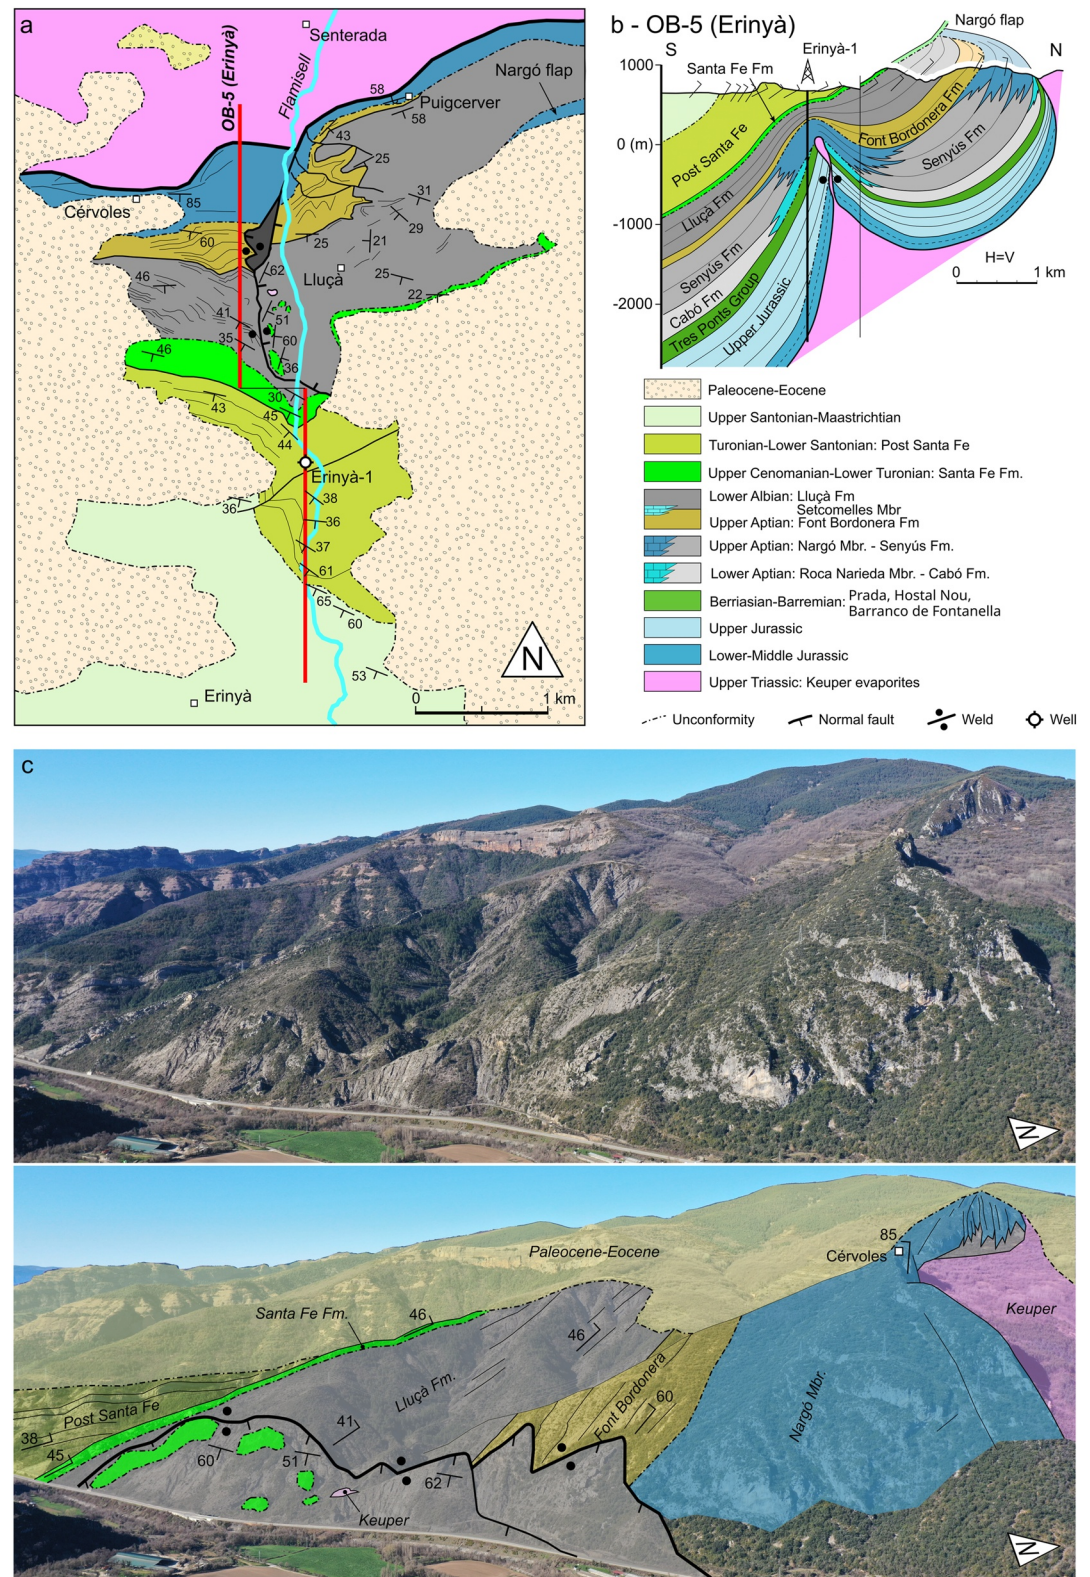 a
Senterada
OB-5 (Erinyà)
Flamisell
Nargó flap
58
Puigcerver
58
43
25
31
85
Cérvoles
29
60
25
21
62
Lluçà
25
46
22
41
51
35
60
46
36
30
43
45
44
Erinyà-1
38
36
36
37
61
65
60
N
53
Erinyà
0
1 km
b - OB-5 (Erinyà)
Nargó flap
S
Erinyà-1
N
1000
Santa Fe Fm
0 (m)
-1000
-2000
Post Santa Fe
Font Bordonera Fm
Senyús Fm
Lluçà Fm
Senyús Fm
Cabó Fm
Tres Ponts Group
Upper Jurassic
H=V
0
1 km
Paleocene-Eocene
Upper Santonian-Maastrichtian
Turonian-Lower Santonian: Post Santa Fe
Upper Cenomanian-Lower Turonian: Santa Fe Fm.
Lower Albian: Lluçà Fm
Setcomelles Mbr
Upper Aptian: Font Bordonera Fm
Upper Aptian: Nargó Mbr. - Senyús Fm.
Lower Aptian: Roca Narieda Mbr. - Cabó Fm.
Berriasian-Barremian: Prada, Hostal Nou,
Barranco de Fontanella
Upper Jurassic
Lower-Middle Jurassic
Upper Triassic: Keuper evaporites
Unconformity
Normal fault
Weld
Well
c
N
85
Cérvoles
Paleocene-Eocene
Keuper
Santa Fe Fm.
46
46
Lluçà Fm.
Font Bordonera
60
Nargó Mbr.
Post Santa Fe
38
45
41
60
51
62
Keuper
N